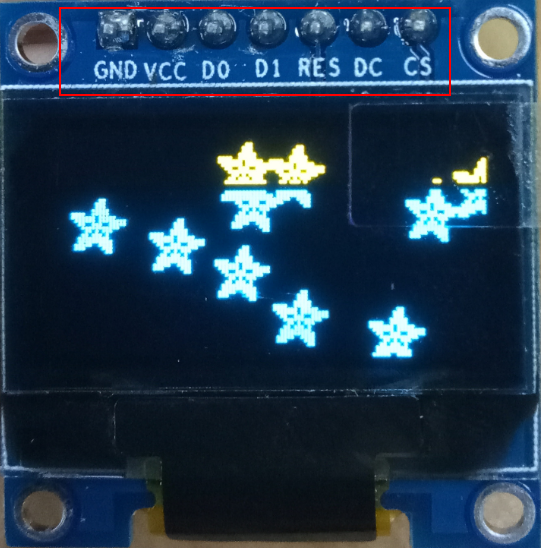 GND VCC D0 D1 RES DC CS